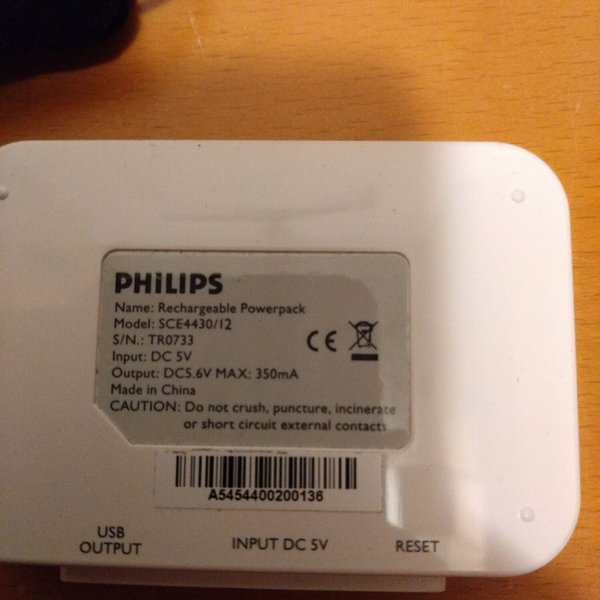 PHILIPS
Name: Rechargeable Powerpack
Model: SCE4430/12
S/N.: TR0733
Input: DC 5V
Output: DC5.6V MAX: 350mA
Made in China
CAUTION: Do not crush, puncture, incinerate
or short circuit external contacts.
CE
A5454400200136
USB
OUTPUT
INPUT DC 5V
RESET